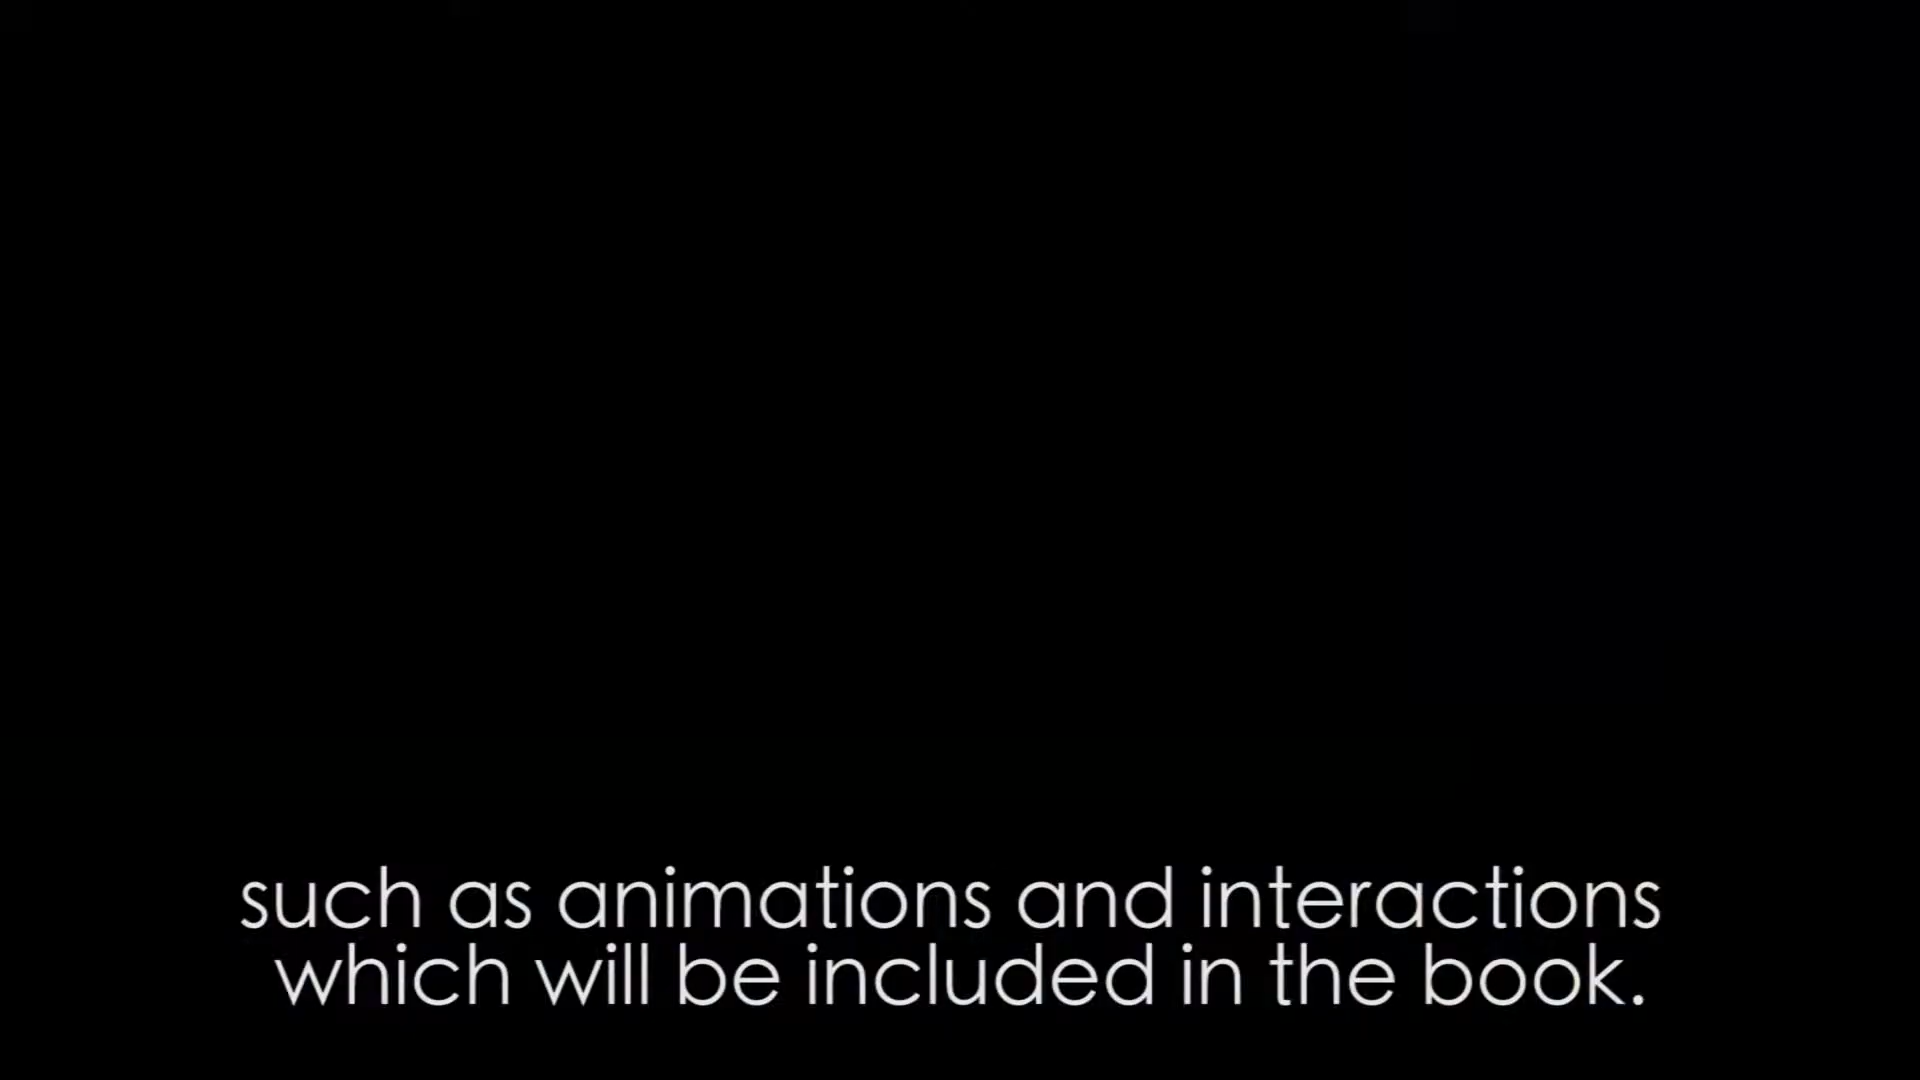 such as animations and interactions
which will be included in the book.